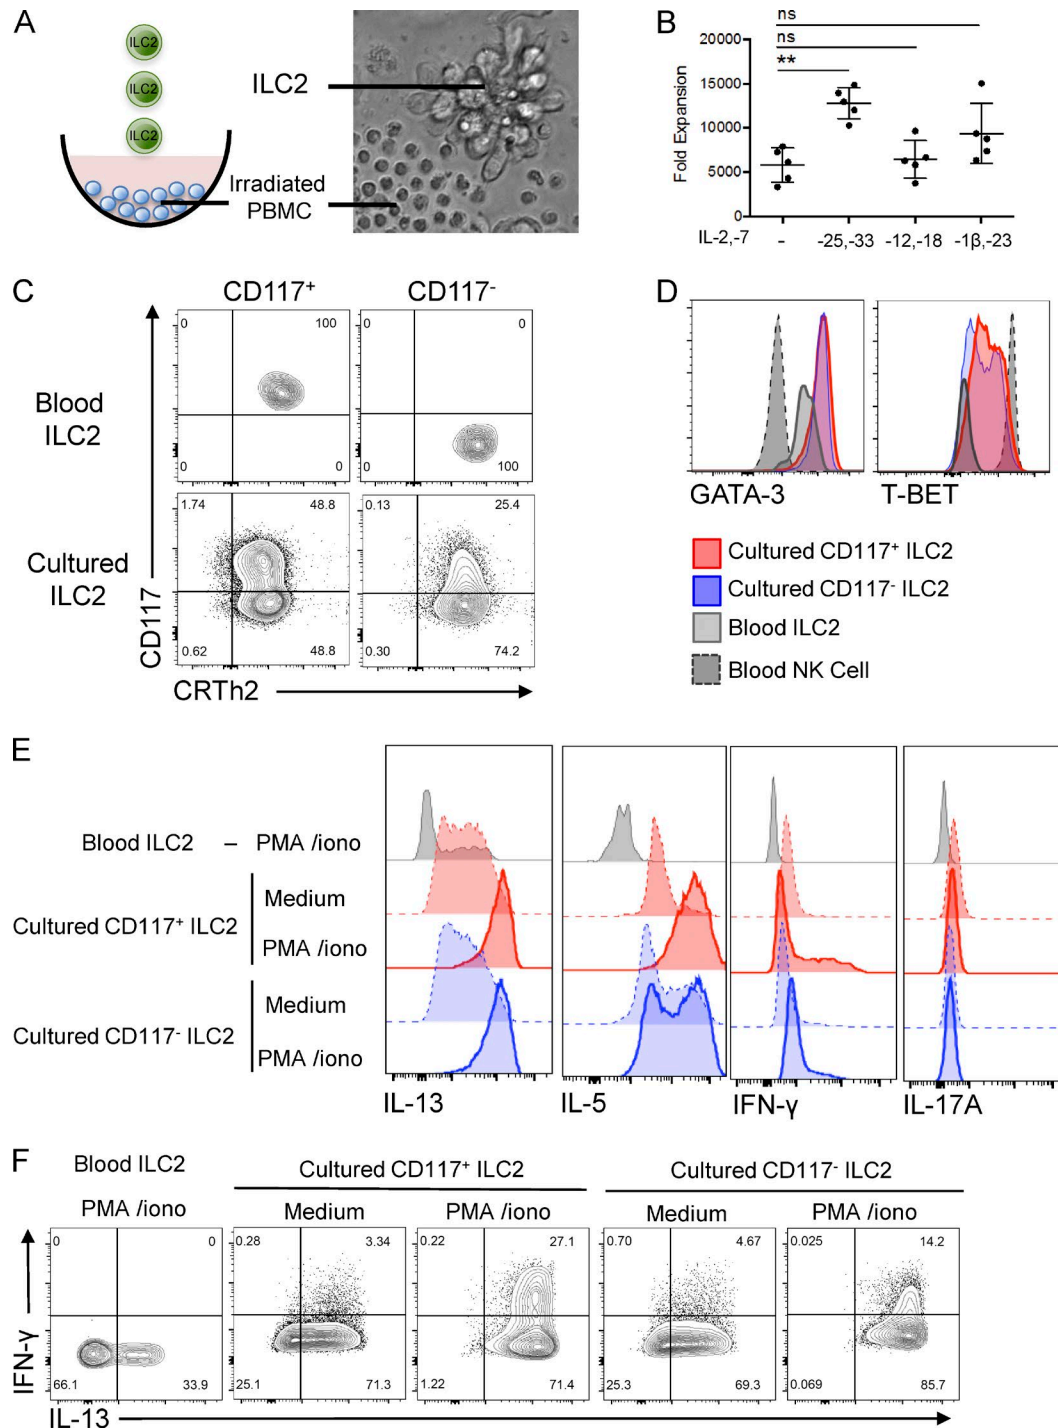 A
ILC2
ILC2
ILC2
ILC2
Irradiated
PBMC
B
ns
ns
**
20000
15000
10000
5000
0
Fold Expansion
IL-2,-7
- -25,-33 -12,-18 -1β,-23
C
CD117+ CD117-
Blood
ILC2
0 100
0 0
0 0
0 100
Cultured
ILC2
1.74 48.8
0.62 48.8
0.13 25.4
0.30 74.2
CD117
CRTh2
D
GATA-3 T-BET
Cultured CD117+ ILC2
Cultured CD117- ILC2
Blood ILC2
Blood NK Cell
E
Blood ILC2 – PMA /iono
Cultured CD117+ ILC2
Medium
PMA /iono
Cultured CD117- ILC2
Medium
PMA /iono
IL-13 IL-5 IFN-γ IL-17A
F
Blood ILC2 Cultured CD117+ ILC2 Cultured CD117- ILC2
PMA /iono Medium PMA /iono Medium PMA /iono
0 0 0.28 3.34 0.22 27.1 0.70 4.67 0.025 14.2
66.1 33.9 25.1 71.3 1.22 71.4 25.3 69.3 0.069 85.7
IFN-γ
IL-13